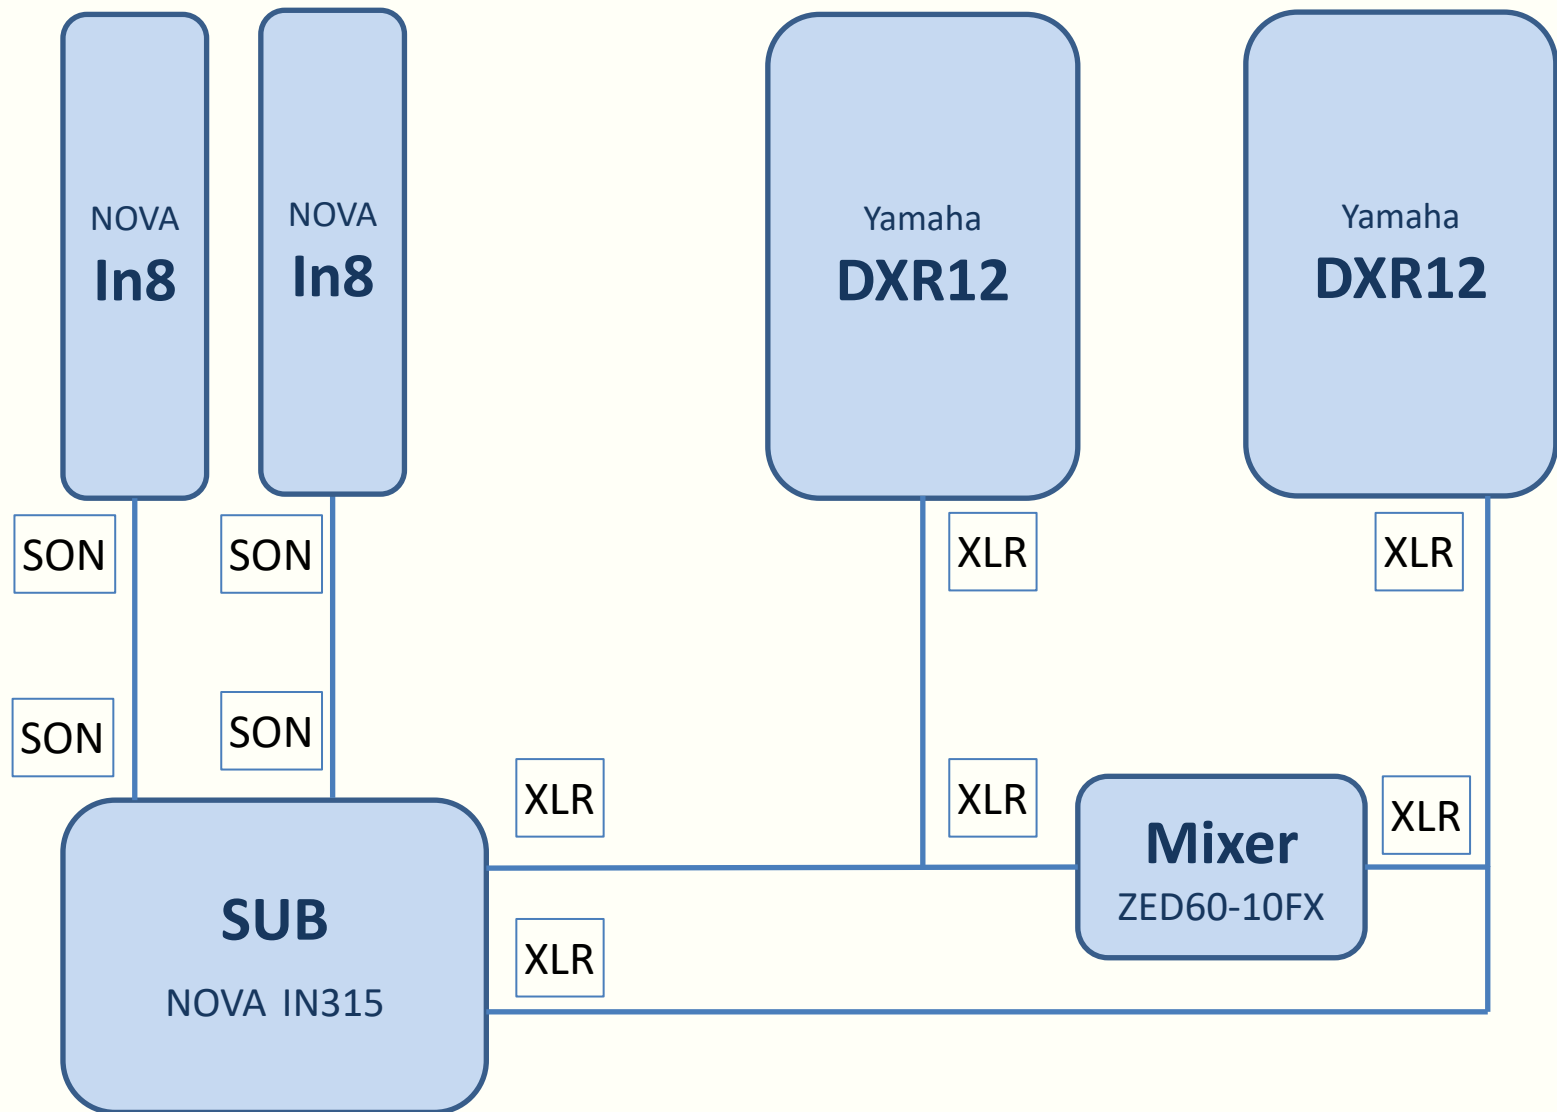 NOVA
In8
NOVA
In8
Yamaha
DXR12
Yamaha
DXR12
SON
SON
XLR
XLR
SON
SON
XLR
XLR
XLR
Mixer
ZED60-10FX
SUB
NOVA IN315
XLR